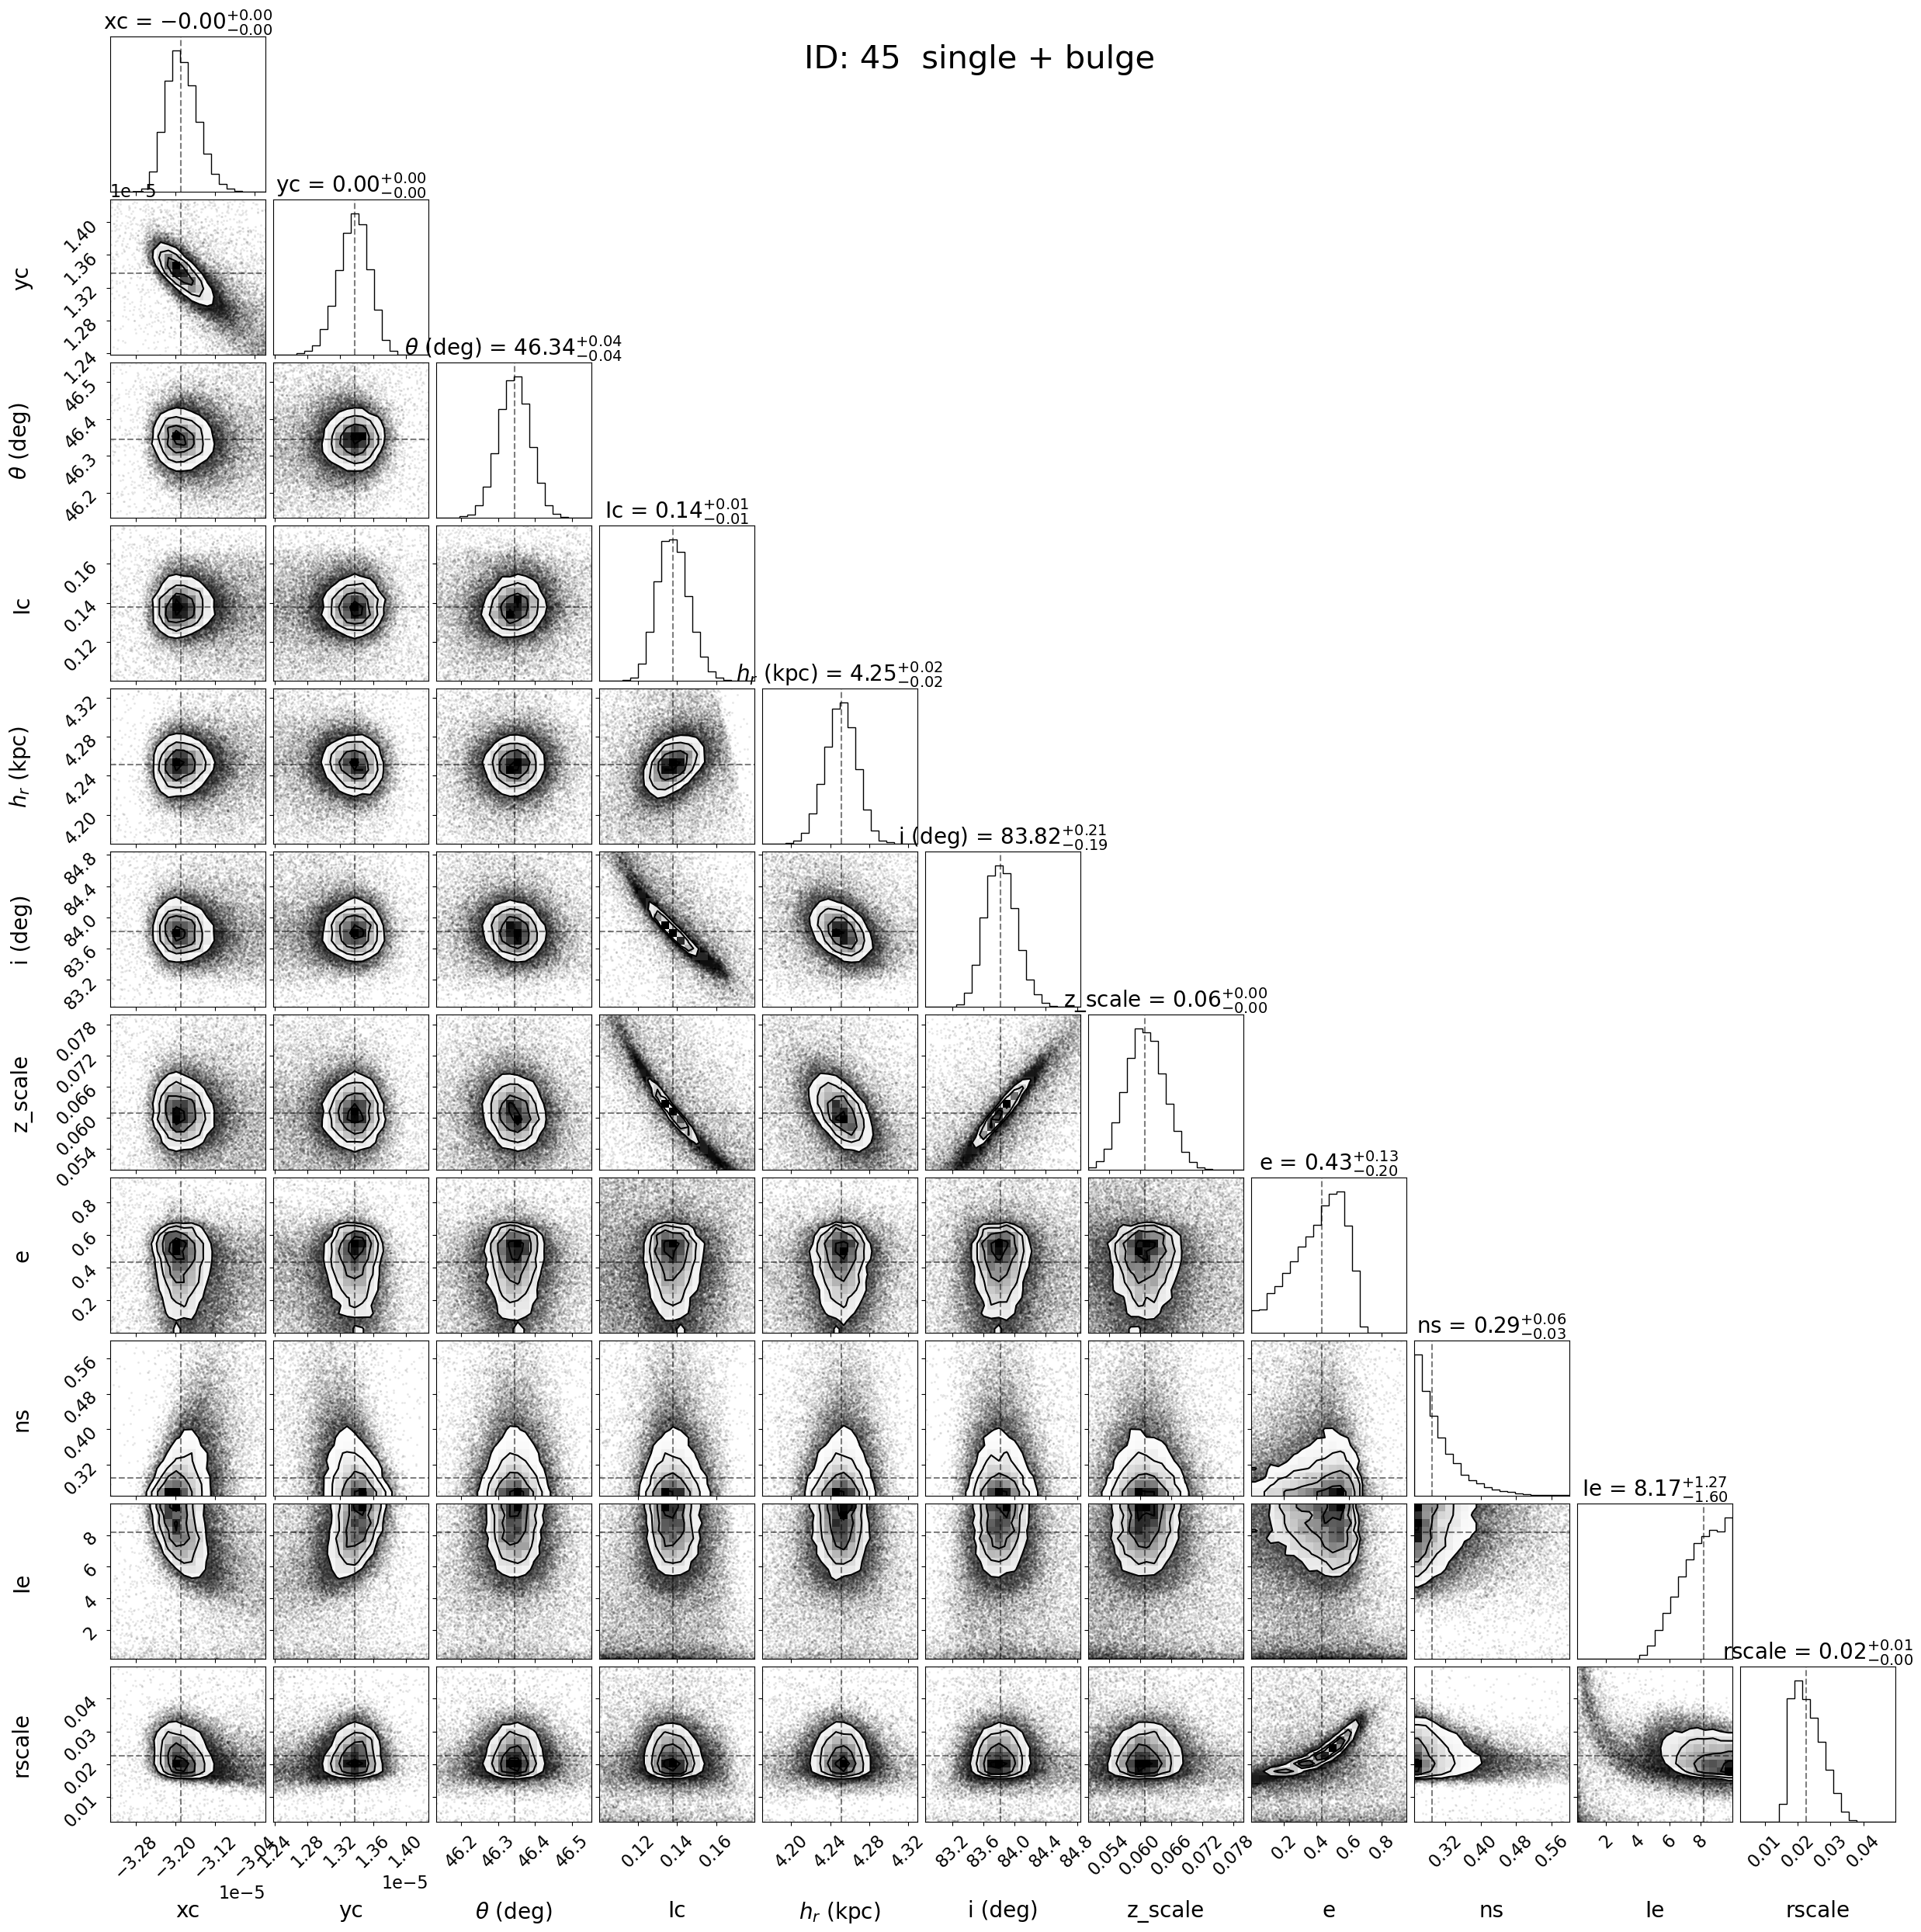 xc = −0.00+0.00−0.00
ID: 45 single + bulge
1e−5
yc = 0.00+0.00−0.00
yc
1.40
1.36
1.32
1.28
1.24
θ (deg) = 46.34+0.04−0.04
θ (deg)
46.5
46.4
46.3
46.2
Ic = 0.14+0.01−0.01
Ic
0.16
0.14
0.12
hr (kpc) = 4.25+0.02−0.02
hr (kpc)
4.32
4.28
4.24
4.20
i (deg) = 83.82+0.21−0.19
i (deg)
84.8
84.4
84.0
83.6
83.2
z_scale = 0.06+0.00−0.00
z_scale
0.078
0.072
0.066
0.060
0.054
e = 0.43+0.13−0.20
e
0.8
0.6
0.4
0.2
ns = 0.29+0.06−0.03
ns
0.56
0.48
0.40
0.32
Ie = 8.17+1.27−1.60
Ie
8
6
4
2
rscale = 0.02+0.01−0.00
rscale
0.04
0.03
0.02
0.01
−3.28 −3.20 −3.12 −3.04 1.24 1.28 1.32 1.36 1.40 46.2 46.3 46.4 46.5 0.12 0.14 0.16 4.20 4.24 4.28 4.32 83.2 83.6 84.0 84.4 84.8 0.054 0.060 0.066 0.072 0.078 0.2 0.4 0.6 0.8 0.32 0.40 0.48 0.56 2 4 6 8 0.01 0.02 0.03 0.04
1e−5 1e−5
xc yc θ (deg) Ic hr (kpc) i (deg) z_scale e ns Ie rscale